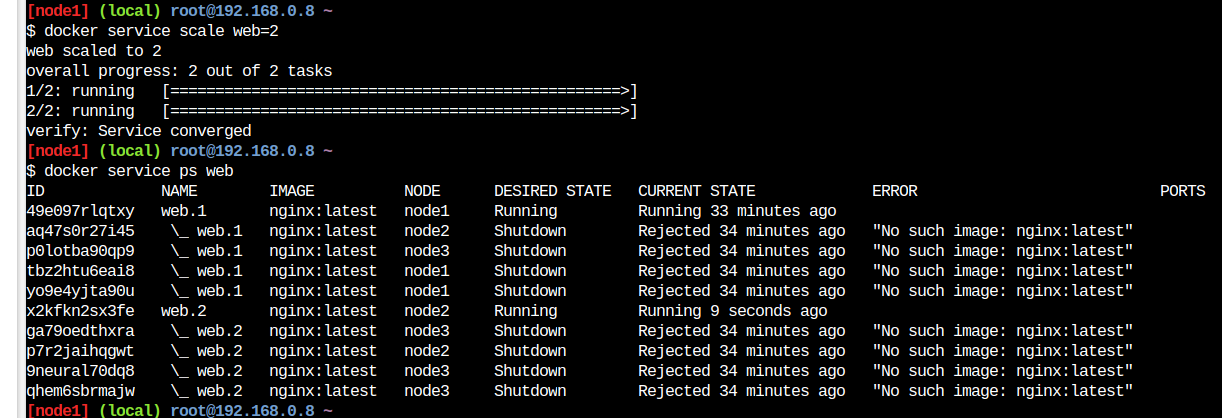 [node1] (local) root@192.168.0.8 ~
$ docker service scale web=2
web scaled to 2
overall progress: 2 out of 2 tasks
1/2: running   [==================================================>]
2/2: running   [==================================================>]
verify: Service converged
[node1] (local) root@192.168.0.8 ~
$ docker service ps web
ID             NAME        IMAGE          NODE      DESIRED STATE   CURRENT STATE             ERROR                           PORTS
49e097rlqtxy   web.1       nginx:latest   node1     Running         Running 33 minutes ago
aq47s0r27i45    \_ web.1   nginx:latest   node2     Shutdown        Rejected 34 minutes ago   "No such image: nginx:latest"
p0lotba90qp9    \_ web.1   nginx:latest   node3     Shutdown        Rejected 34 minutes ago   "No such image: nginx:latest"
tbz2htu6eai8    \_ web.1   nginx:latest   node1     Shutdown        Rejected 34 minutes ago   "No such image: nginx:latest"
yo9e4yjta90u    \_ web.1   nginx:latest   node1     Shutdown        Rejected 34 minutes ago   "No such image: nginx:latest"
x2kfkn2sx3fe   web.2       nginx:latest   node2     Running         Running 9 seconds ago
ga79oedthxra    \_ web.2   nginx:latest   node3     Shutdown        Rejected 34 minutes ago   "No such image: nginx:latest"
p7r2jaihqgwt    \_ web.2   nginx:latest   node2     Shutdown        Rejected 34 minutes ago   "No such image: nginx:latest"
9neural70dq8    \_ web.2   nginx:latest   node3     Shutdown        Rejected 34 minutes ago   "No such image: nginx:latest"
qhem6sbrmajw    \_ web.2   nginx:latest   node3     Shutdown        Rejected 34 minutes ago   "No such image: nginx:latest"
[node1] (local) root@192.168.0.8 ~